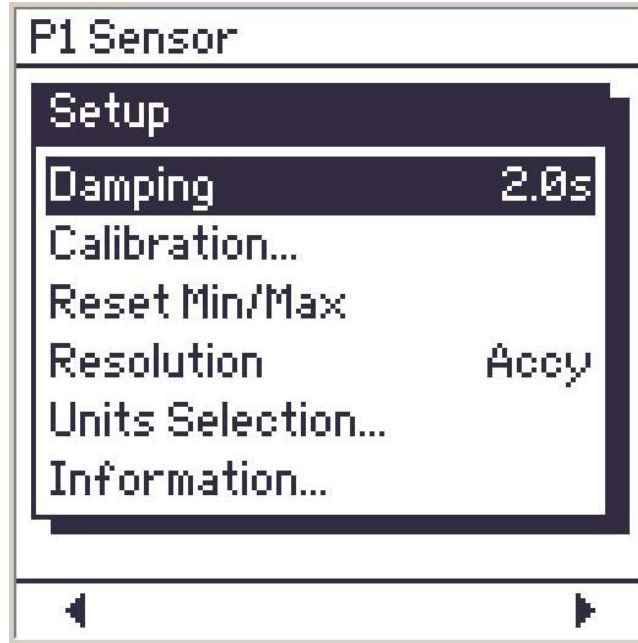 P1 Sensor
Setup
Damping 2.0s
Calibration...
Reset Min/Max
Resolution Accy
Units Selection...
Information...